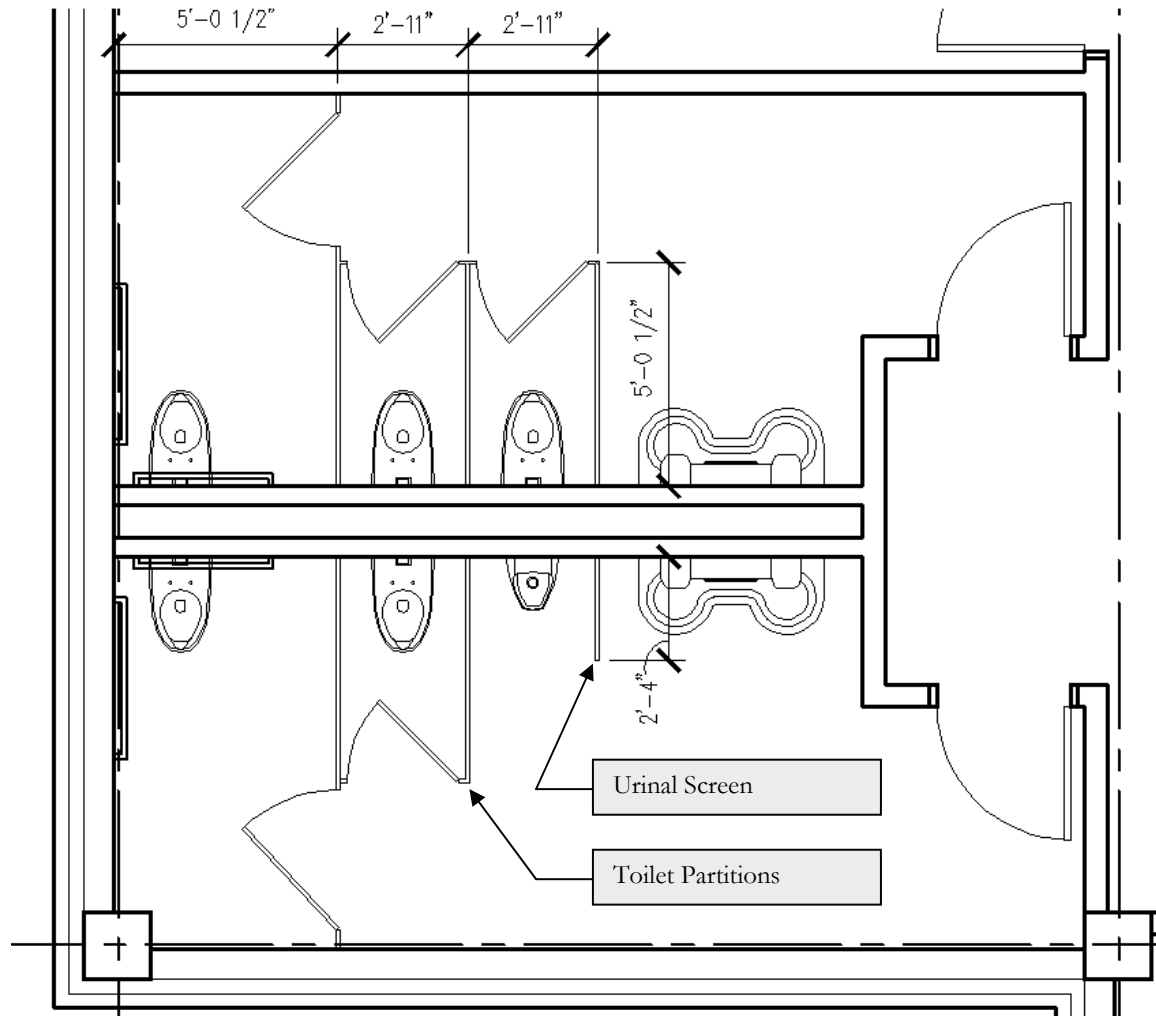 5'-0 1/2"
2'-11"
2'-11"
5'-0 1/2"
2'-4"
Urinal Screen
Toilet Partitions